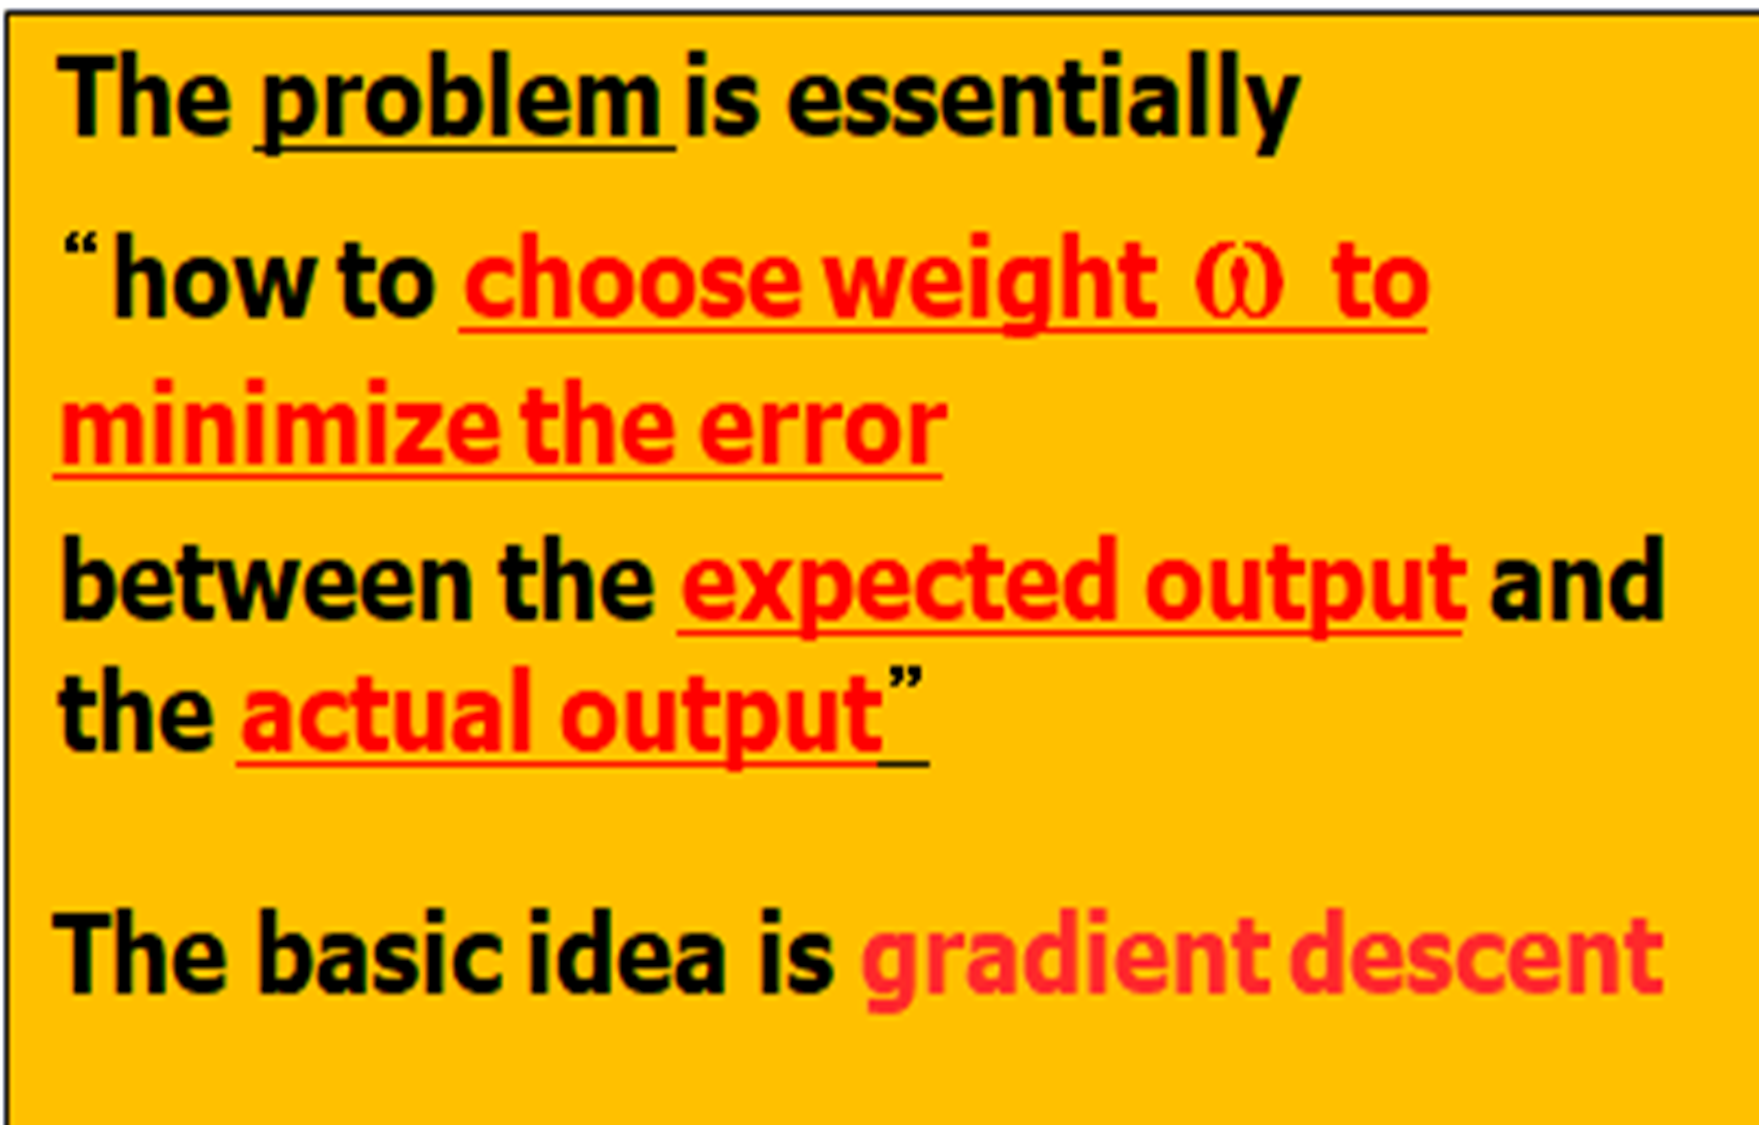 The problem is essentially
“how to choose weight ω to
minimize the error
between the expected output and
the actual output”
The basic idea is gradient descent